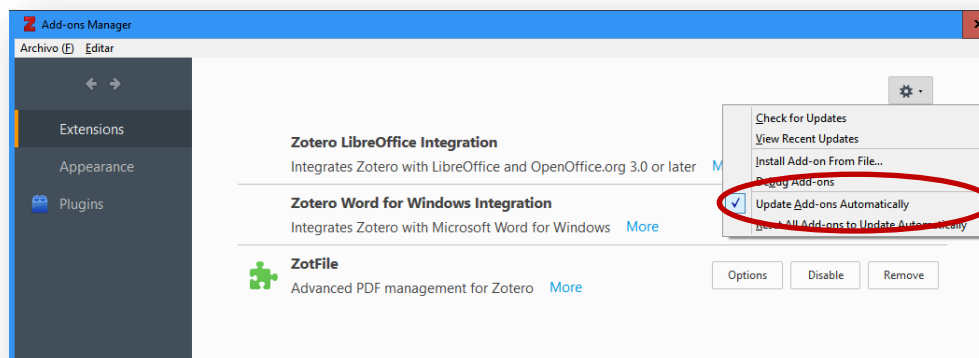 Add-ons Manager
Archivo (F) Editar
Extensions
Appearance
Plugins
Zotero LibreOffice Integration
Integrates Zotero with LibreOffice and OpenOffice.org 3.0 or later
Zotero Word for Windows Integration
Integrates Zotero with Microsoft Word for Windows More
ZotFile
Advanced PDF management for Zotero More
Options Disable Remove
Check for Updates
View Recent Updates
Install Add-on From File...
Debug Add-ons
Update Add-ons Automatically
Reset All Add-ons to Update Automatically